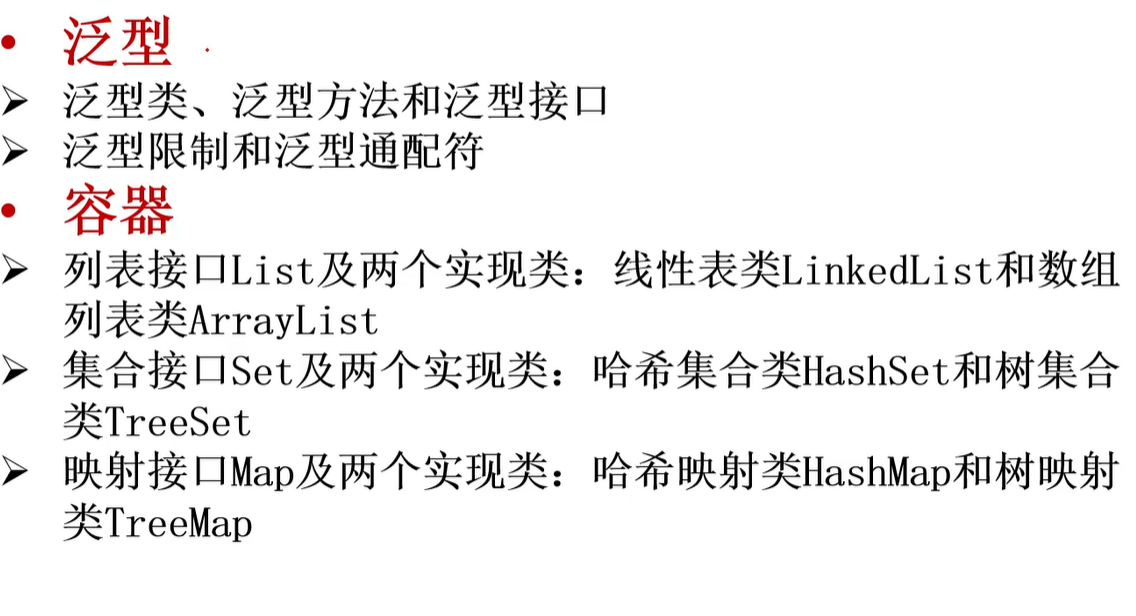 • 泛型
➢ 泛型类、泛型方法和泛型接口
➢ 泛型限制和泛型通配符
• 容器
➢ 列表接口List及两个实现类：线性表类LinkedList和数组
列表类ArrayList
➢ 集合接口Set及两个实现类：哈希集合类HashSet和树集合
类TreeSet
➢ 映射接口Map及两个实现类：哈希映射类HashMap和树映射
类TreeMap